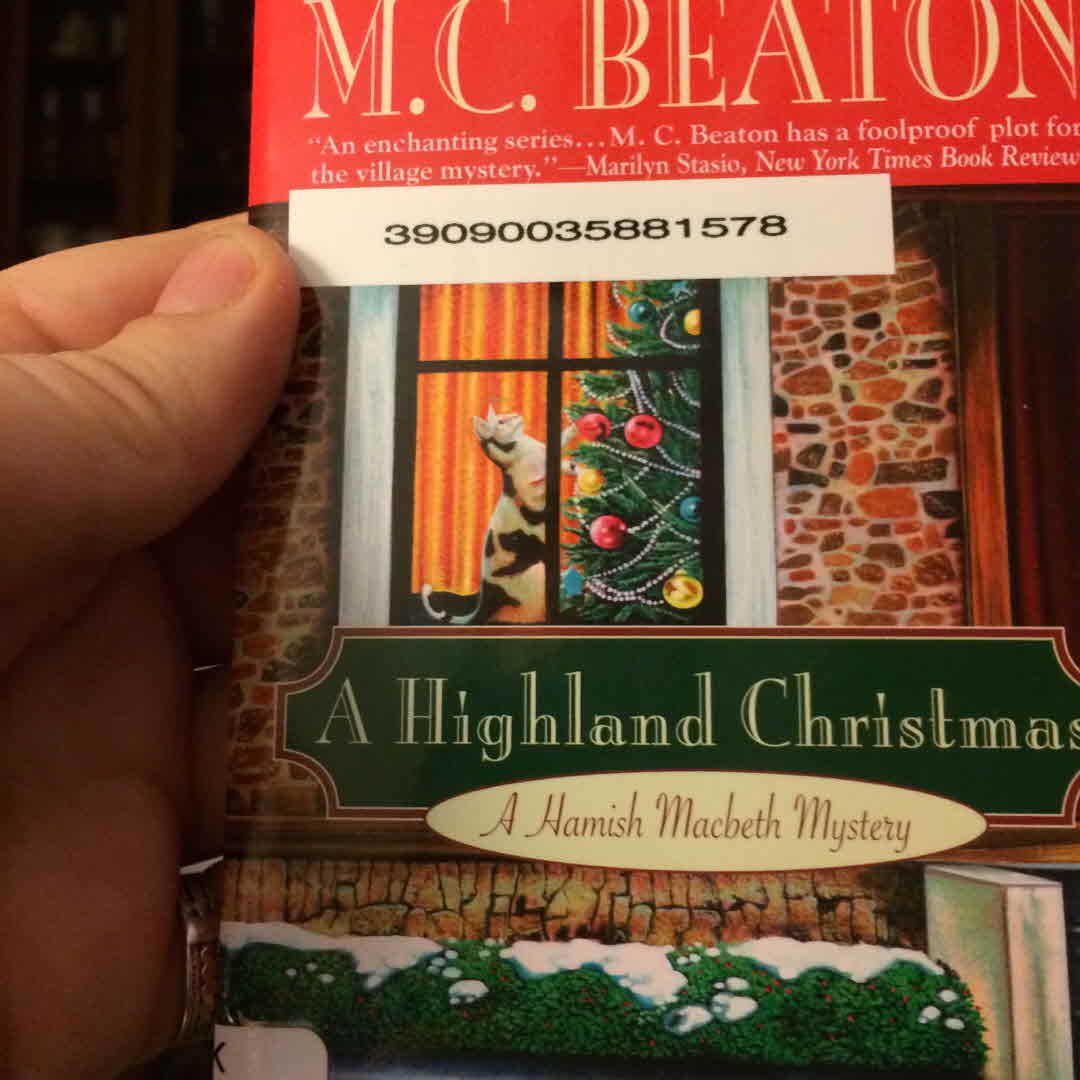 M.C. BEATON
"An enchanting series...M. C. Beaton has a foolproof plot for
the village mystery."—Marilyn Stasio, New York Times Book Review
39090035881578
A Highland Christmas
A Hamish Macbeth Mystery
K